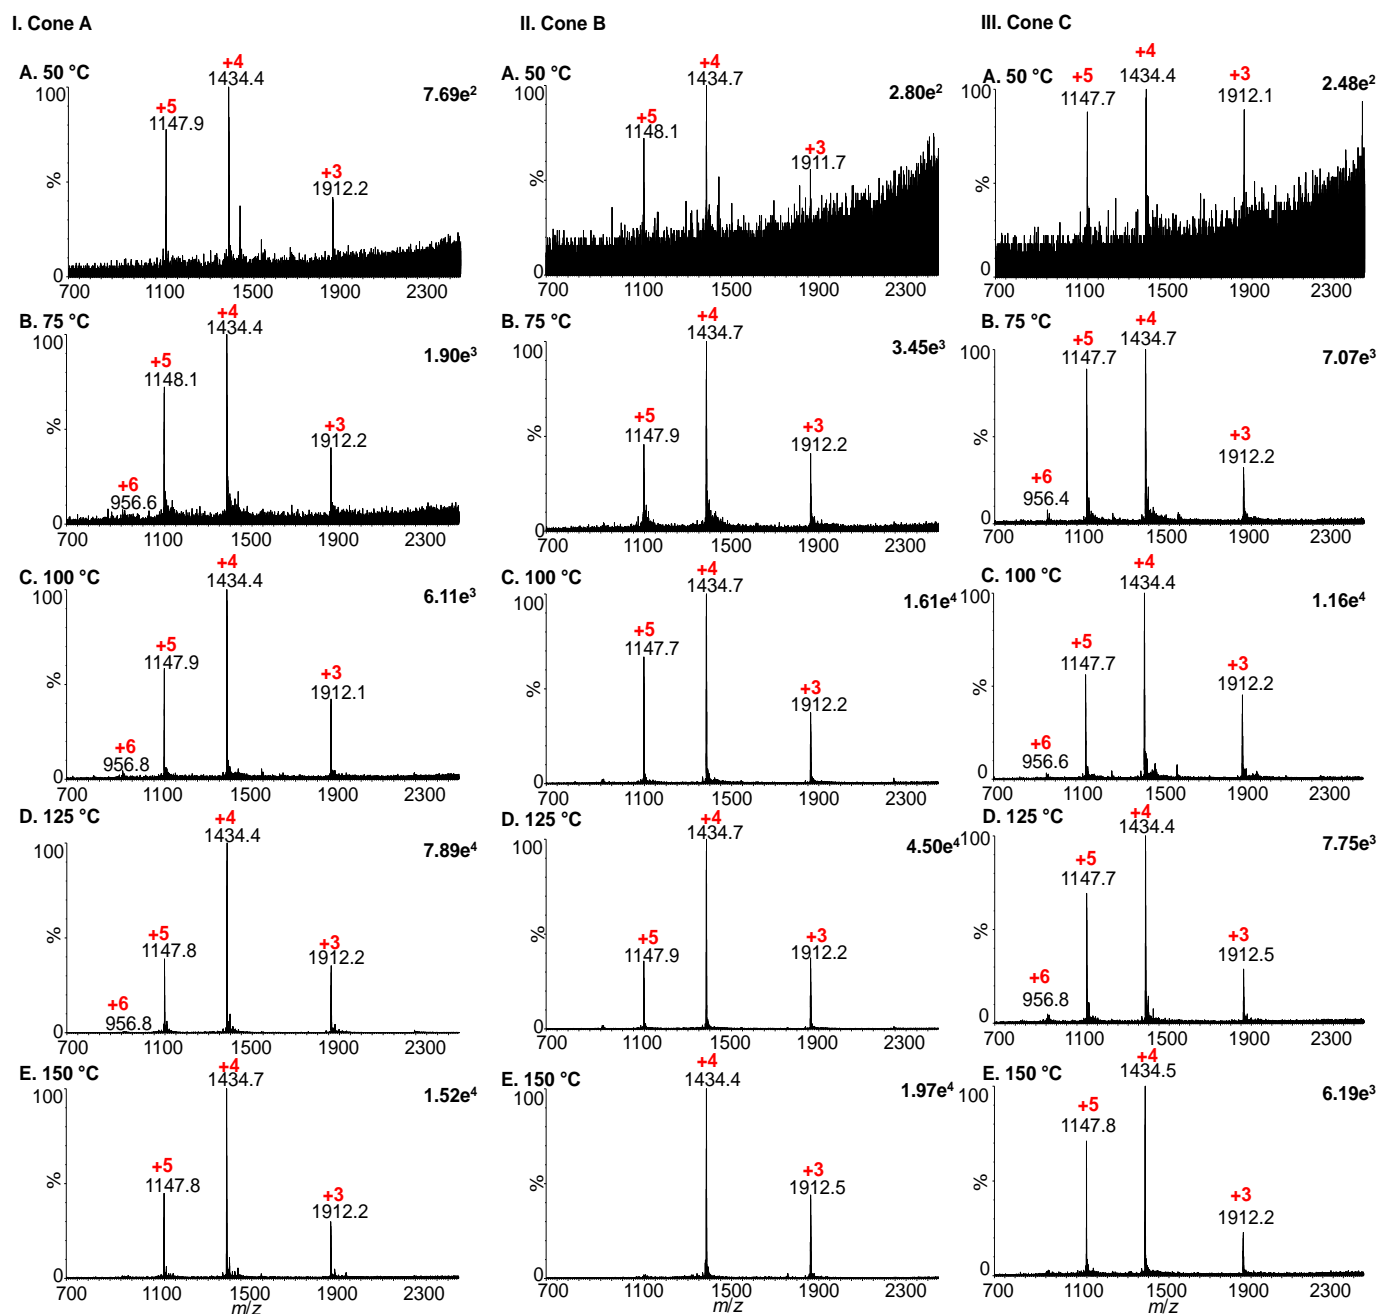 I. Cone A
A. 50 °C
+4
1434.4
7.69e2
100
+5
1147.9
+3
1912.2
%
0
700 1100 1500 1900 2300
B. 75 °C
+4
1434.4
1.90e3
100
+5
1148.1
+3
1912.2
%
+6
956.6
0
700 1100 1500 1900 2300
C. 100 °C
+4
1434.4
6.11e3
100
+5
1147.9
+3
1912.1
%
+6
956.8
0
700 1100 1500 1900 2300
D. 125 °C
+4
1434.4
7.89e4
100
+5
1147.8
+3
1912.2
%
+6
956.8
0
700 1100 1500 1900 2300
E. 150 °C
+4
1434.7
1.52e4
100
+5
1147.8
+3
1912.2
%
0
700 1100 1500 1900 2300
m/z
II. Cone B
A. 50 °C
+4
1434.7
2.80e2
100
+5
1148.1
+3
1911.7
%
0
700 1100 1500 1900 2300
B. 75 °C
+4
1434.7
3.45e3
100
+5
1147.9
+3
1912.2
%
0
700 1100 1500 1900 2300
C. 100 °C
+4
1434.7
1.61e4
100
+5
1147.7
+3
1912.2
%
0
700 1100 1500 1900 2300
D. 125 °C
+4
1434.7
4.50e4
100
+5
1147.9
+3
1912.2
%
0
700 1100 1500 1900 2300
E. 150 °C
+4
1434.4
1.97e4
100
+3
1912.5
%
0
700 1100 1500 1900 2300
m/z
III. Cone C
A. 50 °C
+4
1434.4
2.48e2
100
+5
1147.7
+3
1912.1
%
0
700 1100 1500 1900 2300
B. 75 °C
+4
1434.7
7.07e3
100
+5
1147.7
+3
1912.2
%
+6
956.4
0
700 1100 1500 1900 2300
C. 100 °C
+4
1434.4
1.16e4
100
+5
1147.7
+3
1912.2
%
+6
956.6
0
700 1100 1500 1900 2300
D. 125 °C
+4
1434.4
7.75e3
100
+5
1147.7
+3
1912.5
%
+6
956.8
0
700 1100 1500 1900 2300
E. 150 °C
+4
1434.5
6.19e3
100
+5
1147.8
+3
1912.2
%
0
700 1100 1500 1900 2300
m/z